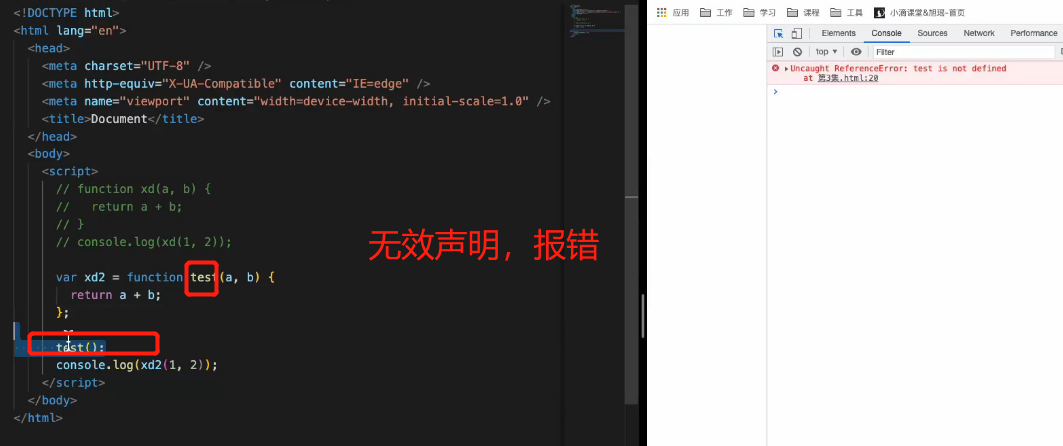 <!DOCTYPE html>
<html lang="en">
<head>
<meta charset="UTF-8" />
<meta http-equiv="X-UA-Compatible" content="IE=edge" />
<meta name="viewport" content="width=device-width, initial-scale=1.0" />
<title>Document</title>
</head>
<body>
<script>
// function xd(a, b) {
//   return a + b;
// }
// console.log(xd(1, 2));
无效声明，报错
var xd2 = function test(a, b) {
return a + b;
};
test();
console.log(xd2(1, 2));
</script>
</body>
</html>
应用 工作 学习 课程 工具 小滴课堂&旭珉-首页
Elements Console Sources Network Performance
top ▼ Filter
Uncaught ReferenceError: test is not defined
at 第3集.html:20